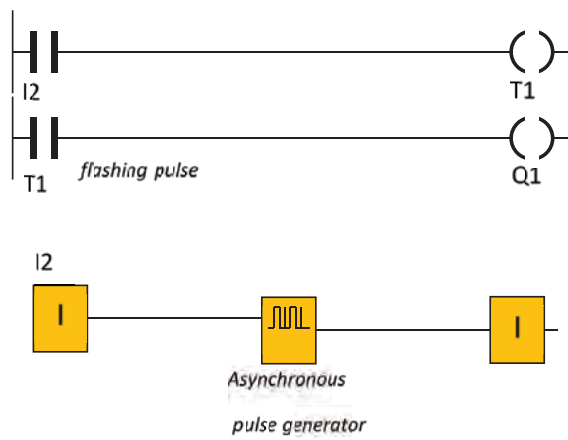 I2
T1
T1
flashing pulse
Q1
I2
I
I
Asynchronous
pulse generator